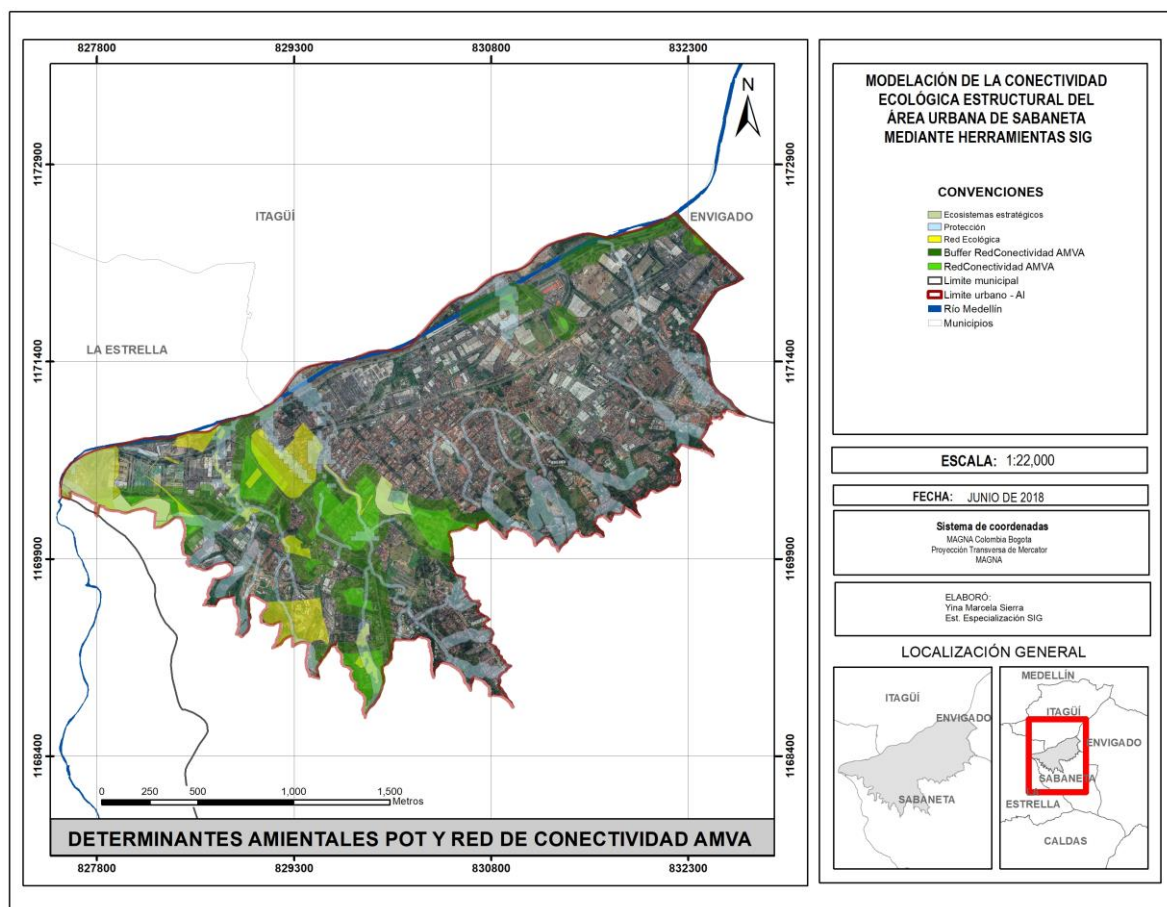 827800
829300
830800
832300
N
1172900
1172900
ITAGÜÍ
ENVIGADO
LA ESTRELLA
1171400
1171400
1169900
1169900
1168400
1168400
0 250 500 1,000 1,500
Metros
DETERMINANTES AMIENTALES POT Y RED DE CONECTIVIDAD AMVA
827800
829300
830800
832300
MODELACIÓN DE LA CONECTIVIDAD
ECOLÓGICA ESTRUCTURAL DEL
ÁREA URBANA DE SABANETA
MEDIANTE HERRAMIENTAS SIG
CONVENCIONES
Ecosistemas estratégicos
Protección
Red Ecológica
Buffer RedConectividad AMVA
RedConectividad AMVA
Limite municipal
Limite urbano - AI
Río Medellín
Municipios
ESCALA: 1:22,000
FECHA: JUNIO DE 2018
Sistema de coordenadas
MAGNA Colombia Bogota
Proyección Transversa de Mercator
MAGNA
ELABORÓ:
Yina Marcela Sierra
Est. Especialización SIG
LOCALIZACIÓN GENERAL
ITAGÜÍ
ENVIGADO
SABANETA
MEDELLÍN
ITAGÜÍ
ENVIGADO
SABANETA
LA
ESTRELLA
CALDAS